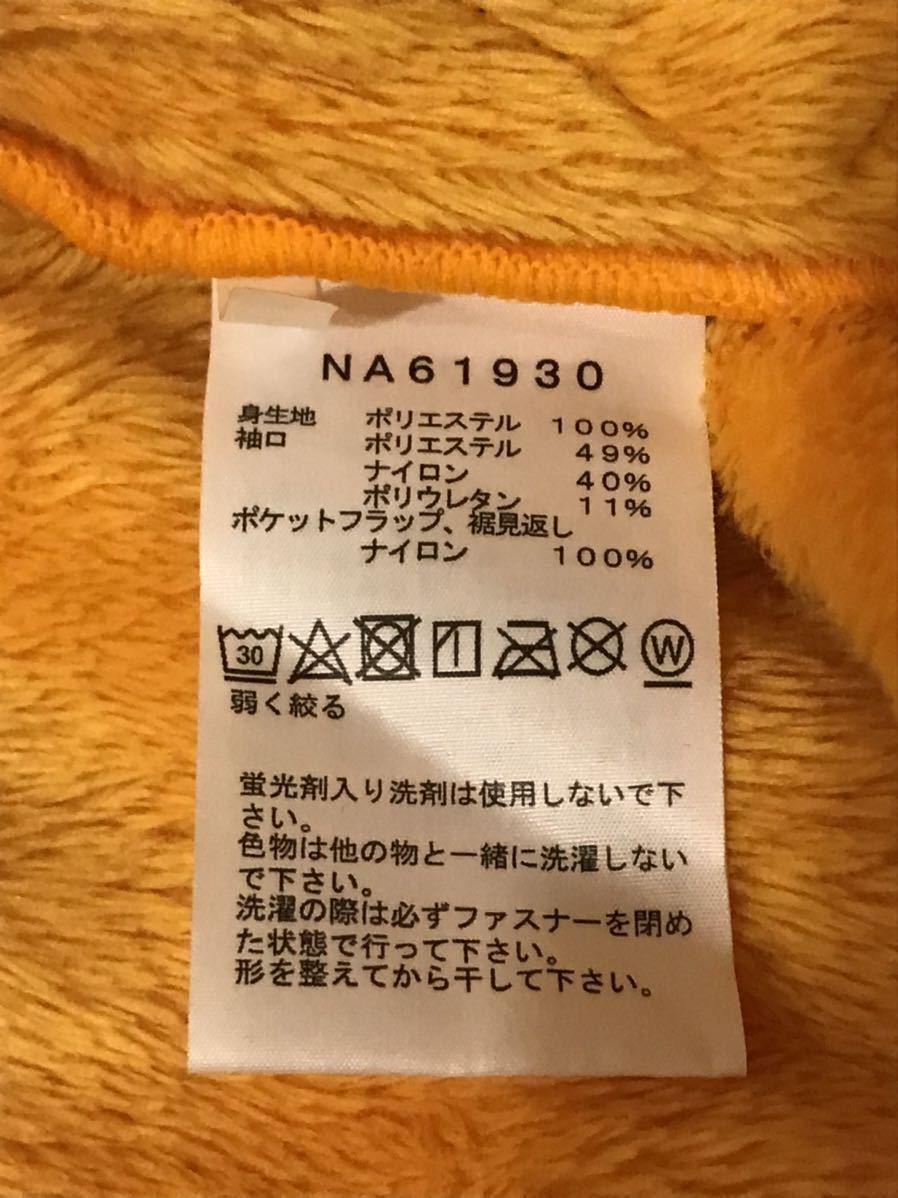 NA61930
身生地 ポリエステル 100%
袖口 ポリエステル 49%
ナイロン 40%
ポリウレタン 11%
ポケットフラップ、裾見返し
ナイロン 100%
30 W
弱く絞る
蛍光剤入り洗剤は使用しないで下
さい。
色物は他の物と一緒に洗濯しない
で下さい。
洗濯の際は必ずファスナーを閉め
た状態で行って下さい。
形を整えてから干して下さい。